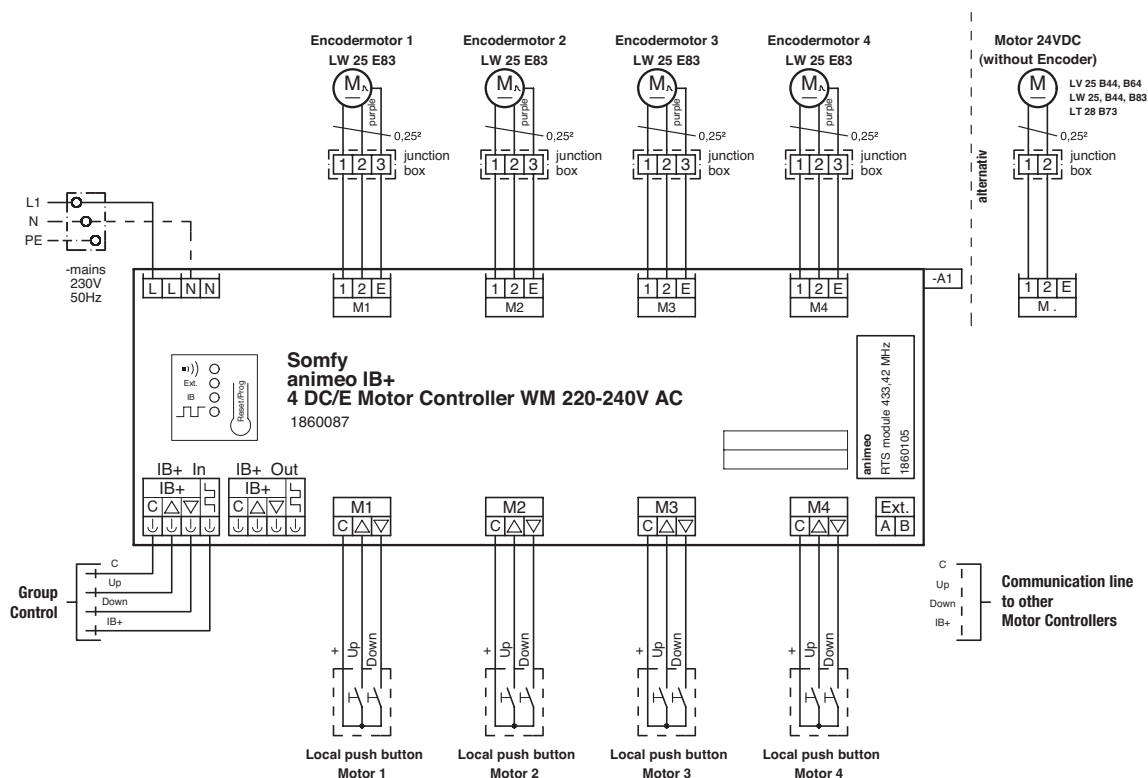 Encodermotor 1
LW 25 E83
Encodermotor 2
LW 25 E83
Encodermotor 3
LW 25 E83
Encodermotor 4
LW 25 E83
Motor 24VDC
(without Encoder)
LV 25 B44, B64
LW 25, B44, B83
LT 28 B73
M
M
M
M
M
purple
purple
purple
purple
0,25²
0,25²
0,25²
0,25²
0,25²
1 2 3
junction
box
1 2 3
junction
box
1 2 3
junction
box
1 2 3
junction
box
1 2
junction
box
alternativ
L1
N
PE
-mains
230V
50Hz
L L N N
1 2 E
M1
1 2 E
M2
1 2 E
M3
1 2 E
M4
-A1
1 2 E
M .
Ext.
IB
Reset/Prog
Somfy
animeo IB+
4 DC/E Motor Controller WM 220-240V AC
1860087
animeo
RTS module 433,42 MHz
1860105
IB+ In
IB+
C
IB+ Out
IB+
C
M1
C
M2
C
M3
C
M4
C
Ext.
A B
Group
Control
C
Up
Down
IB+
C
Up
Down
IB+
Communication line
to other
Motor Controllers
+
Up
Down
+
Up
Down
+
Up
Down
+
Up
Down
Local push button
Motor 1
Local push button
Motor 2
Local push button
Motor 3
Local push button
Motor 4